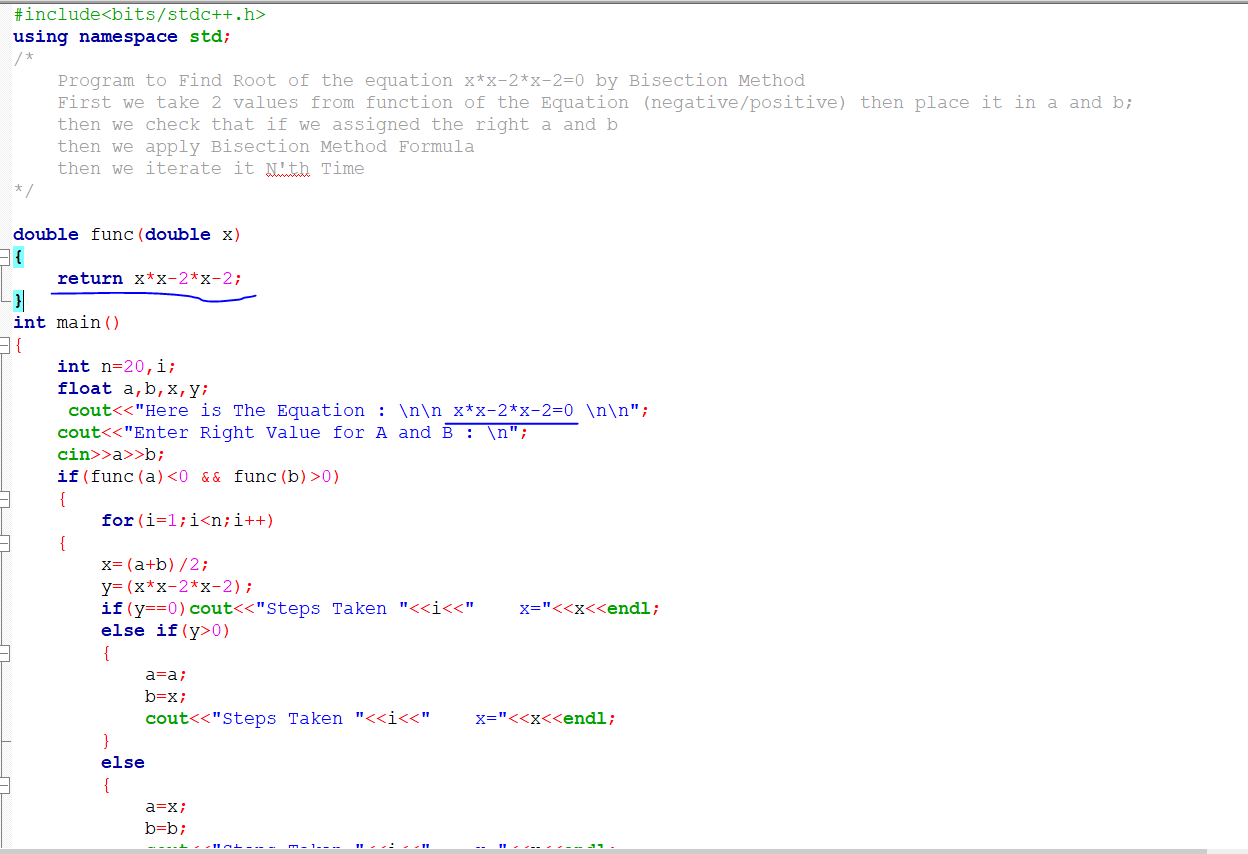 #include<bits/stdc++.h>
using namespace std;
/*
    Program to Find Root of the equation x*x-2*x-2=0 by Bisection Method
    First we take 2 values from function of the Equation (negative/positive) then place it in a and b;
    then we check that if we assigned the right a and b
    then we apply Bisection Method Formula
    then we iterate it N'th Time
*/
double func(double x)
{
    return x*x-2*x-2;
}
int main()
{
    int n=20,i;
    float a,b,x,y;
     cout<<"Here is The Equation : \n\n x*x-2*x-2=0 \n\n";
    cout<<"Enter Right Value for A and B : \n";
    cin>>a>>b;
    if(func(a)<0 && func(b)>0)
    {
        for(i=1;i<n;i++)
    {
        x=(a+b)/2;
        y=(x*x-2*x-2);
        if(y==0)cout<<"Steps Taken "<<i<<"    x="<<x<<endl;
        else if(y>0)
        {
            a=a;
            b=x;
            cout<<"Steps Taken "<<i<<"    x="<<x<<endl;
        }
        else
        {
            a=x;
            b=b;